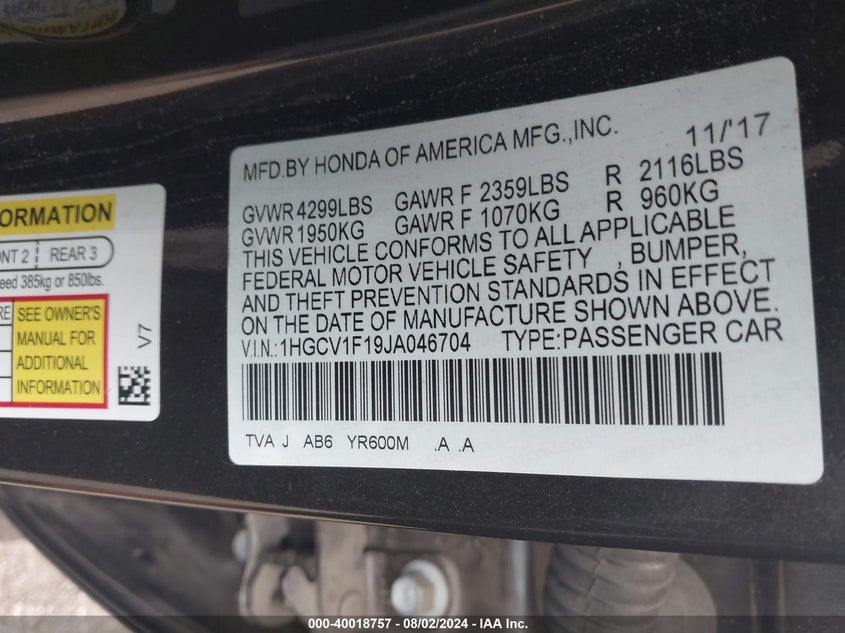 MFD.BY HONDA OF AMERICA MFG.,INC. 11/'17
GVWR 4299LBS GAWR F 2359LBS R 2116LBS
GVWR 1950KG GAWR F 1070KG R 960KG
THIS VEHICLE CONFORMS TO ALL APPLICABLE
FEDERAL MOTOR VEHICLE SAFETY , BUMPER,
AND THEFT PREVENTION STANDARDS IN EFFECT
ON THE DATE OF MANUFACTURE SHOWN ABOVE.
V.I.N.:1HGCV1F19JA046704 TYPE:PASSENGER CAR
TVA J AB6 YR600M .A .A
ORMATION
ONT 2 REAR 3
eed 385kg or 850lbs.
RE SEE OWNER'S
MANUAL FOR
ADDITIONAL
INFORMATION
V7
000-40018757 - 08/02/2024 - IAA Inc.